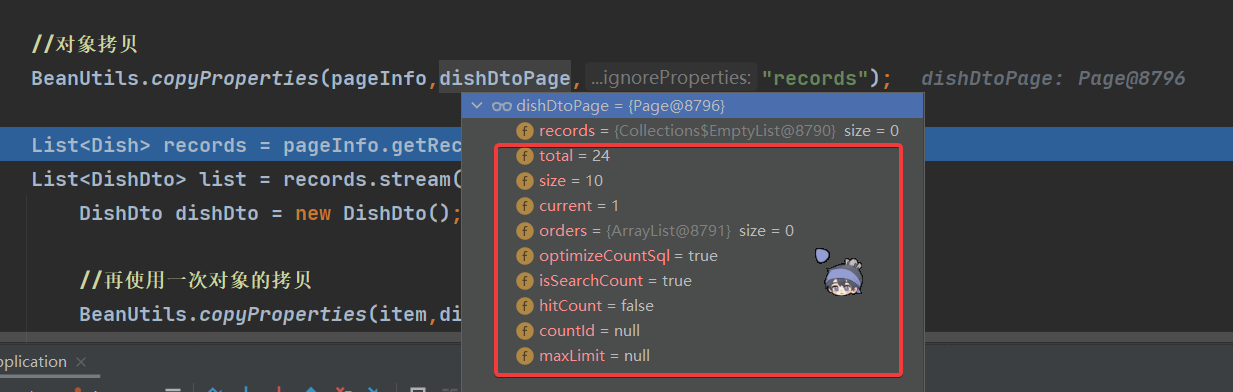 //对象拷贝
BeanUtils.copyProperties(pageInfo,dishDtoPage, ...ignoreProperties: "records"); dishDtoPage: Page@8796
dishDtoPage = {Page@8796}
records = {Collections$EmptyList@8790} size = 0
List<Dish> records = pageInfo.getRec
total = 24
List<DishDto> list = records.stream(
size = 10
DishDto dishDto = new DishDto();
current = 1
orders = {ArrayList@8791} size = 0
optimizeCountSql = true
//再使用一次对象的拷贝
isSearchCount = true
BeanUtils.copyProperties(item,di
hitCount = false
countId = null
maxLimit = null
pplication